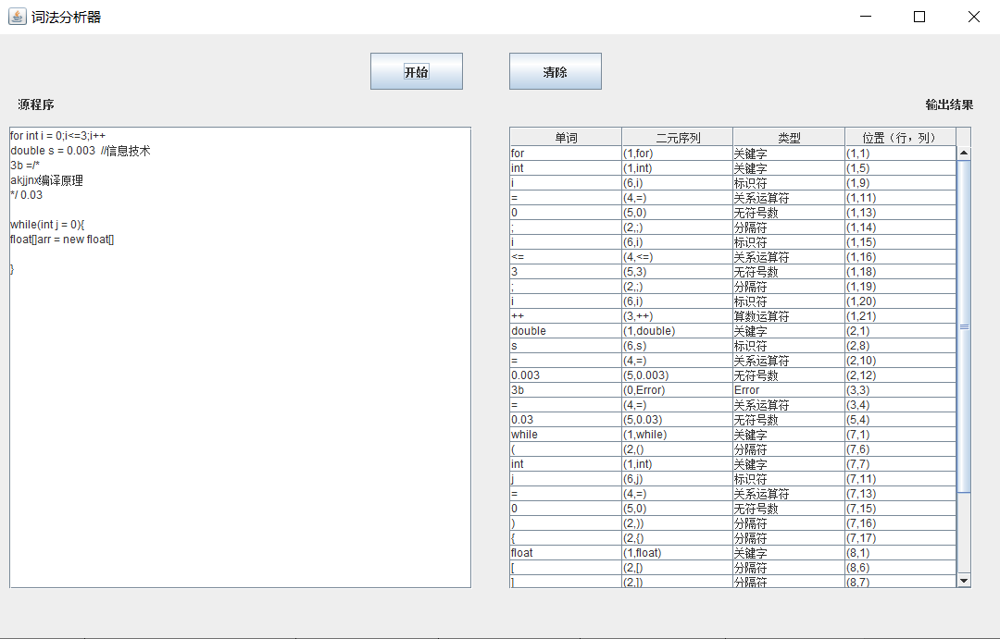 词法分析器
开始 清除
源程序 输出结果
for int i = 0;i<=3;i++
double s = 0.003  //信息技术
3b =/*
akjjnx编译原理
*/ 0.03
while(int j = 0){
float[]arr = new float[]
}
单词 二元序列 类型 位置（行，列）
for (1,for) 关键字 (1,1)
int (1,int) 关键字 (1,5)
i (6,i) 标识符 (1,9)
= (4,=) 关系运算符 (1,11)
0 (5,0) 无符号数 (1,13)
; (2,;) 分隔符 (1,14)
i (6,i) 标识符 (1,15)
<= (4,<=) 关系运算符 (1,16)
3 (5,3) 无符号数 (1,18)
; (2,;) 分隔符 (1,19)
i (6,i) 标识符 (1,20)
++ (3,++) 算数运算符 (1,21)
double (1,double) 关键字 (2,1)
s (6,s) 标识符 (2,8)
= (4,=) 关系运算符 (2,10)
0.003 (5,0.003) 无符号数 (2,12)
3b (0,Error) Error (3,3)
= (4,=) 关系运算符 (3,4)
0.03 (5,0.03) 无符号数 (5,4)
while (1,while) 关键字 (7,1)
( (2,() 分隔符 (7,6)
int (1,int) 关键字 (7,7)
j (6,j) 标识符 (7,11)
= (4,=) 关系运算符 (7,13)
0 (5,0) 无符号数 (7,15)
) (2,)) 分隔符 (7,16)
{ (2,{) 分隔符 (7,17)
float (1,float) 关键字 (8,1)
[ (2,[) 分隔符 (8,6)
] (2,]) 分隔符 (8,7)